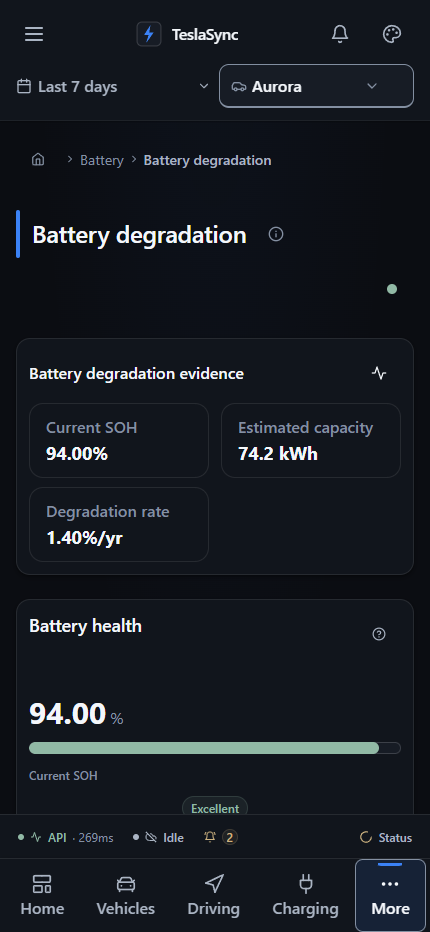 TeslaSync
Last 7 days
Aurora
Battery
Battery degradation
Battery degradation
Battery degradation evidence
Current SOH
94.00%
Estimated capacity
74.2 kWh
Degradation rate
1.40%/yr
Battery health
94.00 %
Current SOH
Excellent
API · 269ms
Idle
2
Status
Home
Vehicles
Driving
Charging
More